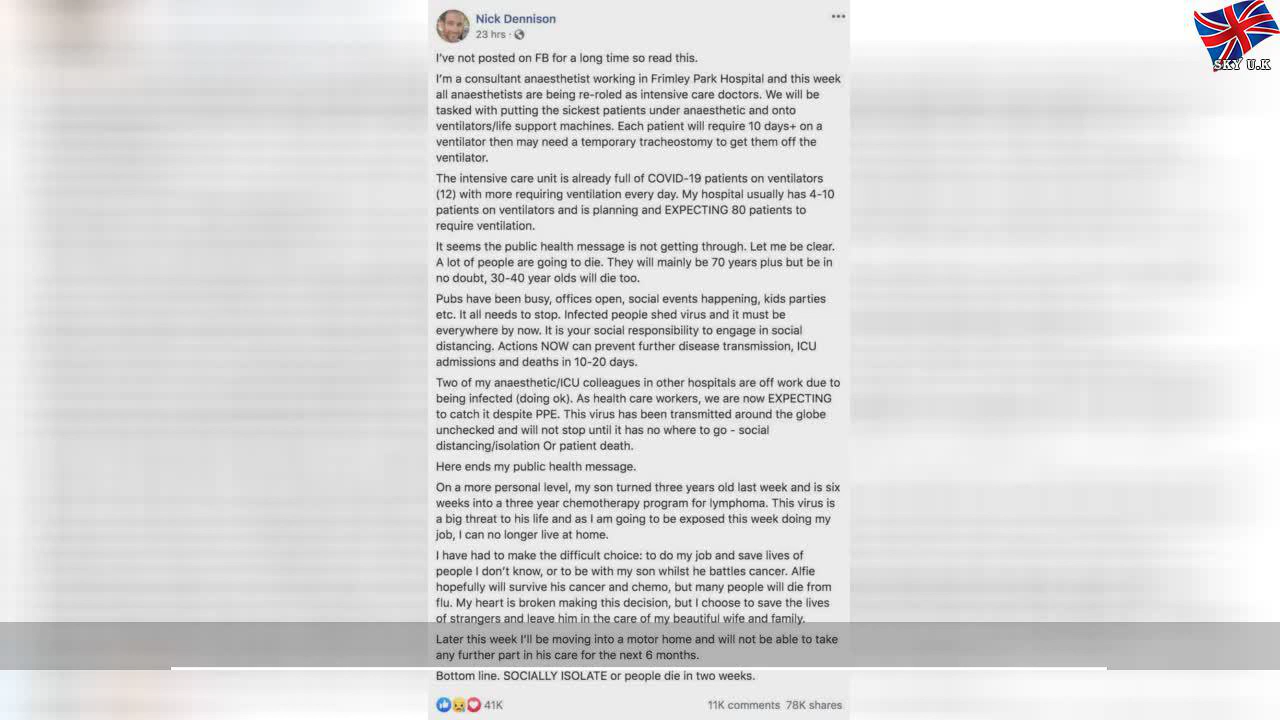 Nick Dennison
23 hrs ·
SKY U.K
I've not posted on FB for a long time so read this.
I'm a consultant anaesthetist working in Frimley Park Hospital and this week
all anaesthetists are being re-roled as intensive care doctors. We will be
tasked with putting the sickest patients under anaesthetic and onto
ventilators/life support machines. Each patient will require 10 days+ on a
ventilator then may need a temporary tracheostomy to get them off the
ventilator.
The intensive care unit is already full of COVID-19 patients on ventilators
(12) with more requiring ventilation every day. My hospital usually has 4-10
patients on ventilators and is planning and EXPECTING 80 patients to
require ventilation.
It seems the public health message is not getting through. Let me be clear.
A lot of people are going to die. They will mainly be 70 years plus but be in
no doubt, 30-40 year olds will die too.
Pubs have been busy, offices open, social events happening, kids parties
etc. It all needs to stop. Infected people shed virus and it must be
everywhere by now. It is your social responsibility to engage in social
distancing. Actions NOW can prevent further disease transmission, ICU
admissions and deaths in 10-20 days.
Two of my anaesthetic/ICU colleagues in other hospitals are off work due to
being infected (doing ok). As health care workers, we are now EXPECTING
to catch it despite PPE. This virus has been transmitted around the globe
unchecked and will not stop until it has no where to go - social
distancing/isolation Or patient death.
Here ends my public health message.
On a more personal level, my son turned three years old last week and is six
weeks into a three year chemotherapy program for lymphoma. This virus is
a big threat to his life and as I am going to be exposed this week doing my
job, I can no longer live at home.
I have had to make the difficult choice: to do my job and save lives of
people I don't know, or to be with my son whilst he battles cancer. Alfie
hopefully will survive his cancer and chemo, but many people will die from
flu. My heart is broken making this decision, but I choose to save the lives
of strangers and leave him in the care of my beautiful wife and family.
Later this week I'll be moving into a motor home and will not be able to take
any further part in his care for the next 6 months.
Bottom line. SOCIALLY ISOLATE or people die in two weeks.
41K
11K comments 78K shares